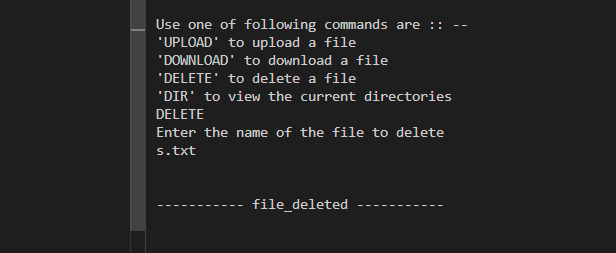 Use one of following commands are :: --
'UPLOAD' to upload a file
'DOWNLOAD' to download a file
'DELETE' to delete a file
'DIR' to view the current directories
DELETE
Enter the name of the file to delete
s.txt
----------- file_deleted -----------